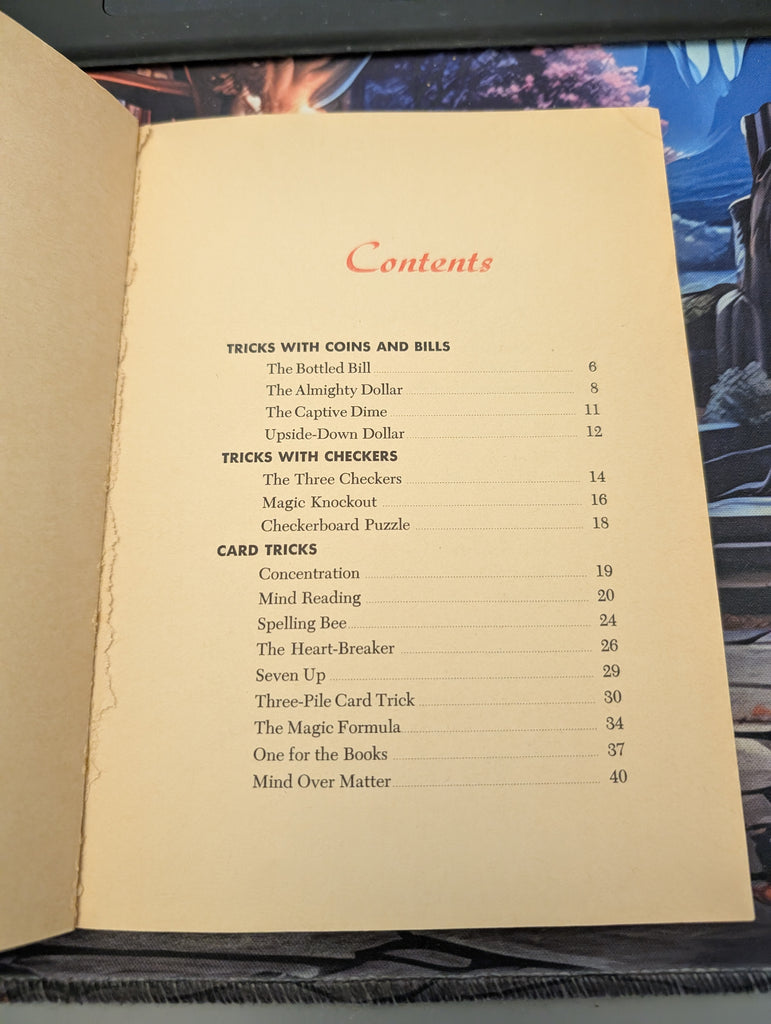 Contents
TRICKS WITH COINS AND BILLS
The Bottled Bill 6
The Almighty Dollar 8
The Captive Dime 11
Upside-Down Dollar 12
TRICKS WITH CHECKERS
The Three Checkers 14
Magic Knockout 16
Checkerboard Puzzle 18
CARD TRICKS
Concentration 19
Mind Reading 20
Spelling Bee 24
The Heart-Breaker 26
Seven Up 29
Three-Pile Card Trick 30
The Magic Formula 34
One for the Books 37
Mind Over Matter 40